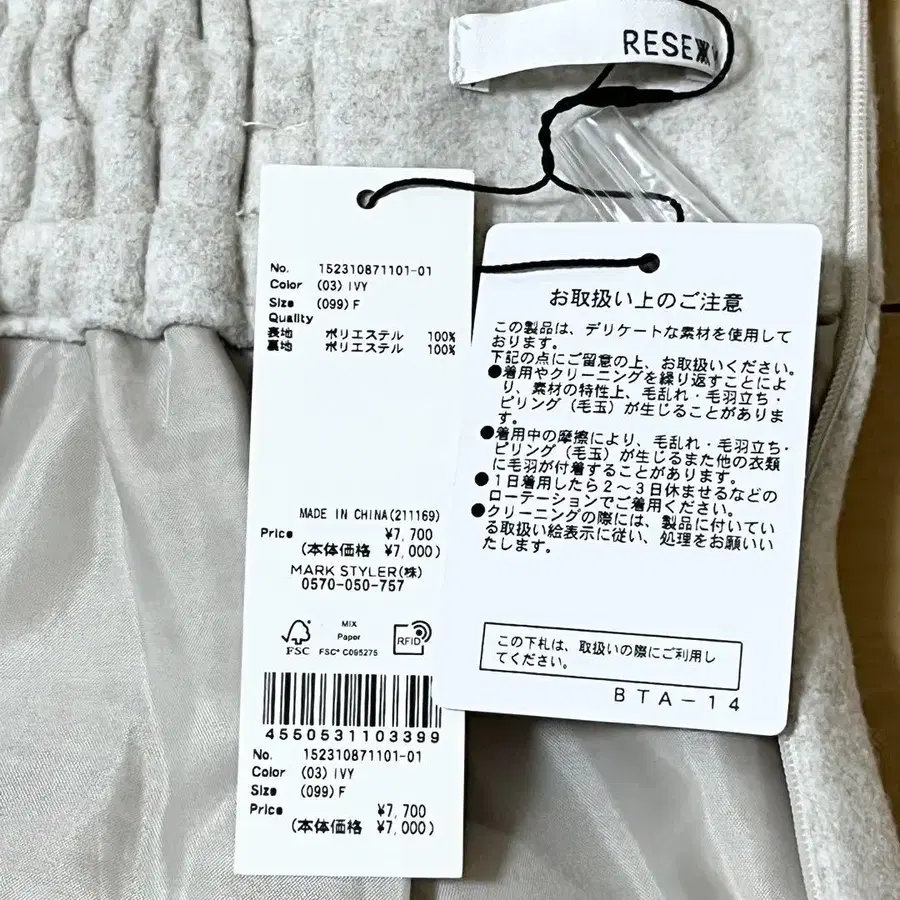 RESEXXY
No. 152310871101-01
Color (03) IVY
Size (099) F
Quality
表地 ポリエステル 100%
裏地 ポリエステル 100%
MADE IN CHINA(211169)
Price ¥7,700
(本体価格 ¥7,000)
MARK STYLER(株)
0570-050-757
FSC
MIX
Paper
FSC® C095275
RFID
4550531103399
No. 152310871101-01
Color (03) IVY
Size (099) F
Price ¥7,700
(本体価格 ¥7,000)
お取扱い上のご注意
この製品は、デリケートな素材を使用して
おります。
下記の点にご留意の上、お取扱いください。
●着用やクリーニングを繰り返すことによ
り、素材の特性上、毛乱れ・毛羽立ち・
ピリング(毛玉)が生じることがありま
す。
●着用中の摩擦により、毛乱れ・毛羽立ち・
ピリング(毛玉)が生じるまた他の衣類
に毛羽が付着することがあります。
●1日着用したら2～3日休ませるなどの
ローテーションでご着用ください。
●クリーニングの際には、製品に付いてい
る取扱い絵表示に従い、処理をお願いい
たします。
この下札は、取扱いの際にご利用し
てください。
BTA-14